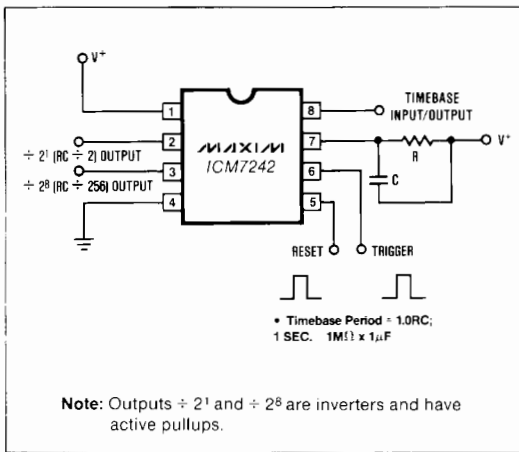 V+
1
2
3
4
8
7
6
5
MAXIM
ICM7242
÷ 2¹ (RC ÷ 2) OUTPUT
÷ 2⁸ (RC ÷ 256) OUTPUT
TIMEBASE
INPUT/OUTPUT
V+
R
C
RESET
TRIGGER
• Timebase Period = 1.0RC;
1 SEC. 1MΩ x 1µF
Note: Outputs ÷ 2¹ and ÷ 2⁸ are inverters and have
active pullups.